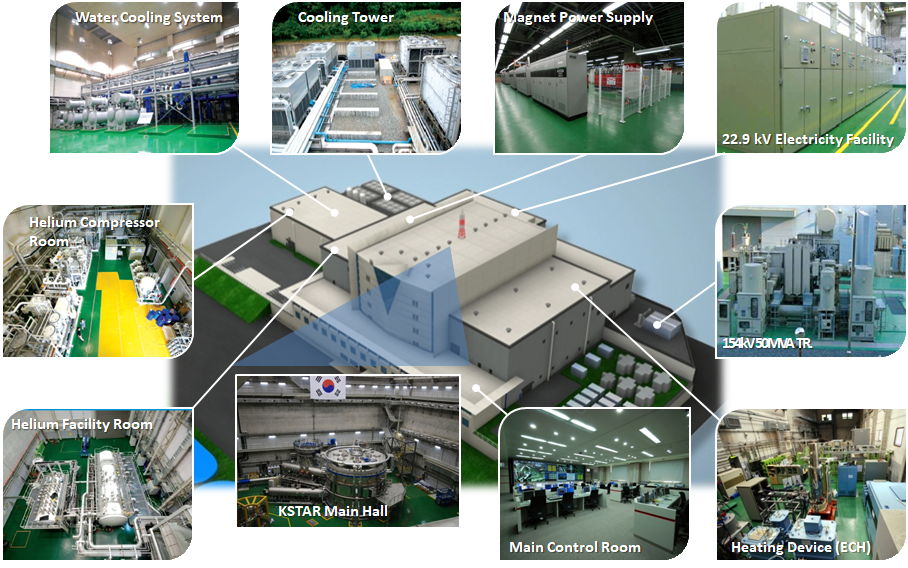 Water Cooling System
Cooling Tower
Magnet Power Supply
22.9 kV Electricity Facility
Helium Compressor
Room
154kV 50MVA TR.
Helium Facility Room
KSTAR Main Hall
Main Control Room
Heating Device (ECH)